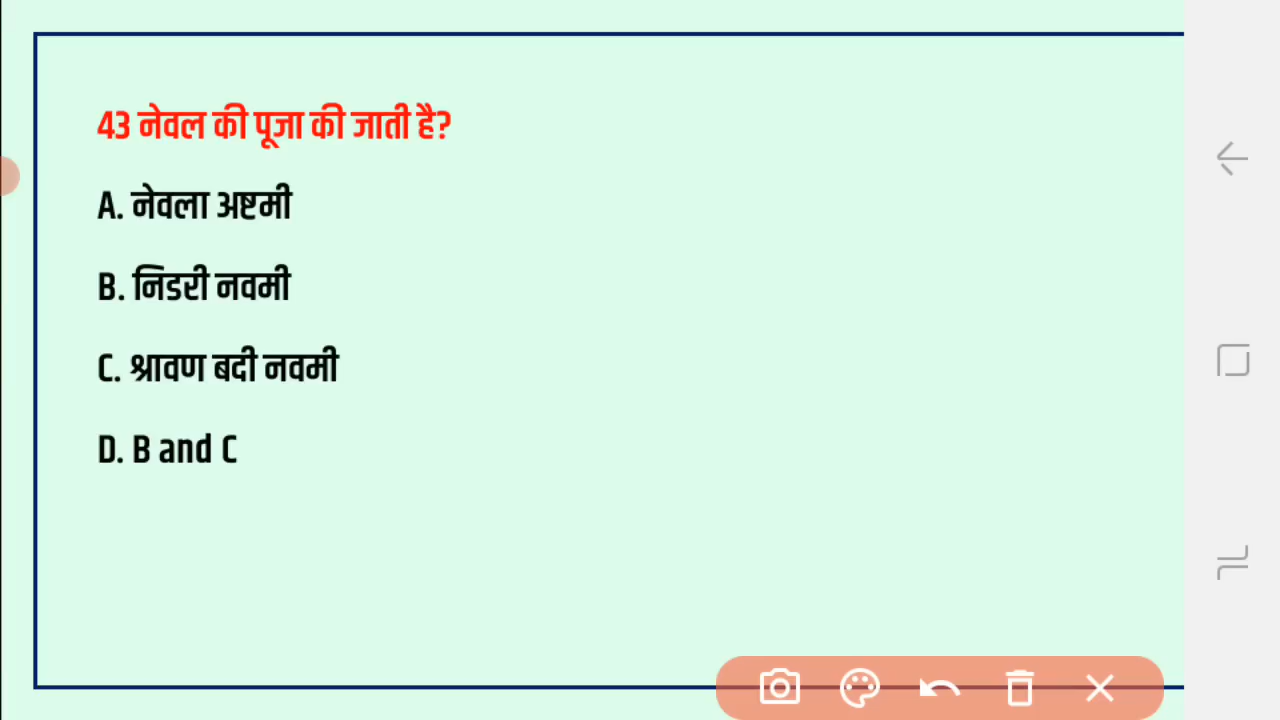 43 नेवल की पूजा की जाती है?
A. नेवला अष्टमी
B. निडरी नवमी
C. श्रावण बदी नवमी
D. B and C